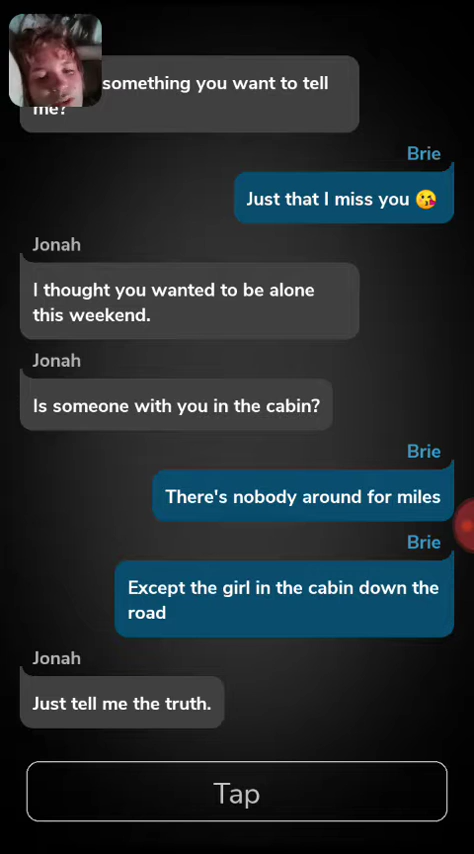 something you want to tell
me?
Brie
Just that I miss you 😘
Jonah
I thought you wanted to be alone
this weekend.
Jonah
Is someone with you in the cabin?
Brie
There's nobody around for miles
Brie
Except the girl in the cabin down the
road
Jonah
Just tell me the truth.
Tap